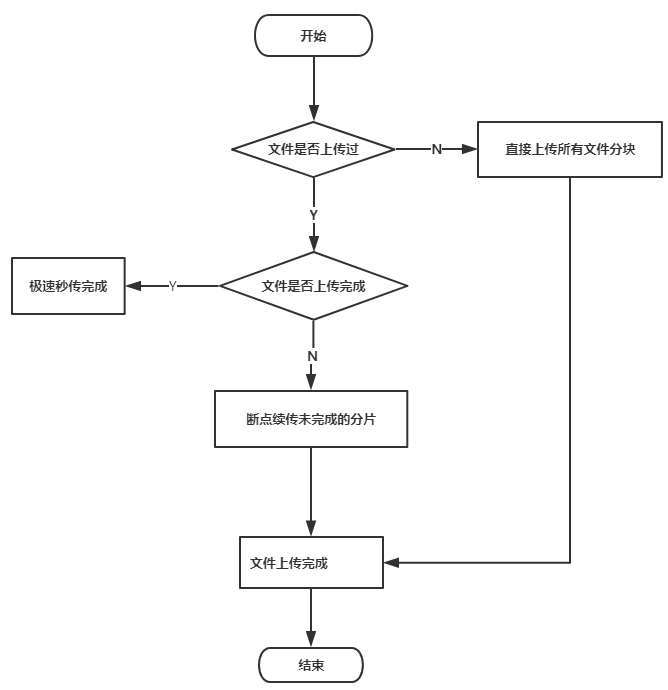 开始
文件是否上传过
N
直接上传所有文件分块
Y
极速秒传完成
Y
文件是否上传完成
N
断点续传未完成的分片
文件上传完成
结束